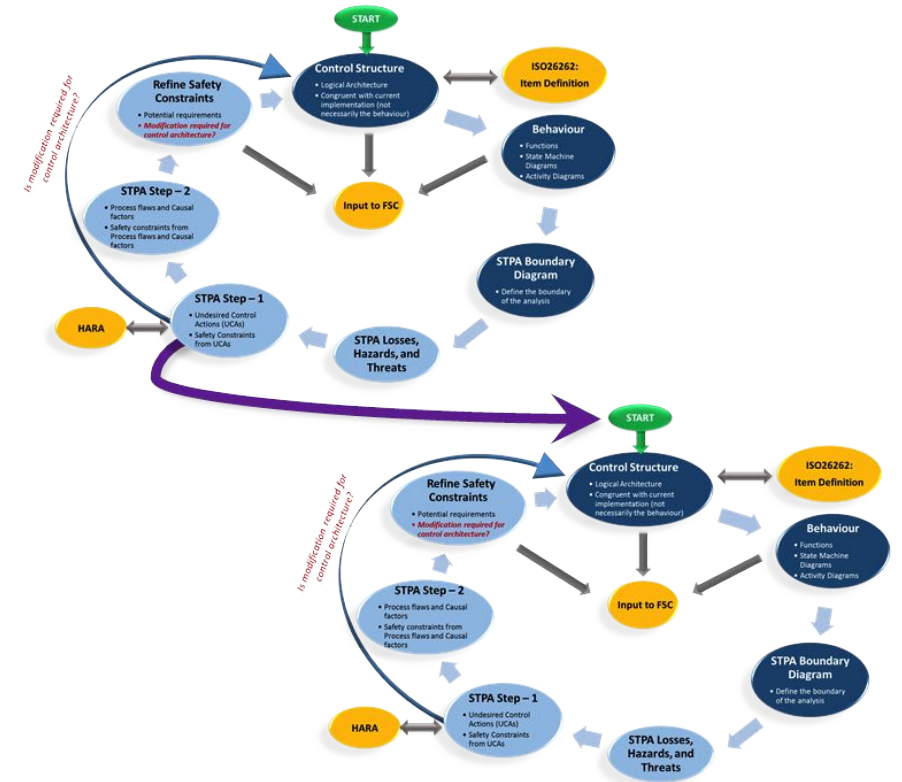 START
Control Structure
• Logical Architecture
• Congruent with current
implementation (not
necessarily the behaviour)
ISO26262:
Item Definition
Behaviour
• Functions
• State Machine
Diagrams
• Activity Diagrams
Input to FSC
STPA Boundary
Diagram
• Define the boundary
of the analysis
STPA Losses,
Hazards, and
Threats
STPA Step – 1
• Undesired Control
Actions (UCAs)
• Safety Constraints
from UCAs
HARA
STPA Step – 2
• Process flaws and Causal
factors
• Safety constraints from
Process flaws and Causal
factors
Refine Safety
Constraints
• Potential requirements
• Modification required for
control architecture?
Is modification required for
control architecture?
START
Control Structure
• Logical Architecture
• Congruent with current
implementation (not
necessarily the behaviour)
ISO26262:
Item Definition
Behaviour
• Functions
• State Machine
Diagrams
• Activity Diagrams
Input to FSC
STPA Boundary
Diagram
• Define the boundary
of the analysis
STPA Losses,
Hazards, and
Threats
STPA Step – 1
• Undesired Control
Actions (UCAs)
• Safety Constraints
from UCAs
HARA
STPA Step – 2
• Process flaws and Causal
factors
• Safety constraints from
Process flaws and Causal
factors
Refine Safety
Constraints
• Potential requirements
• Modification required for
control architecture?
Is modification required for
control architecture?